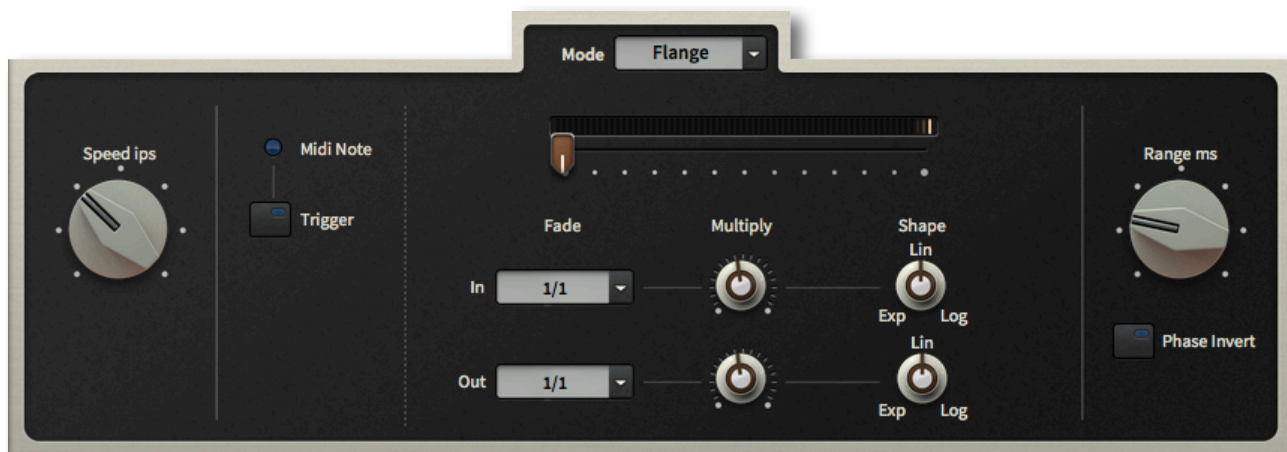 Mode Flange
Speed ips
Midi Note
Trigger
Range ms
Fade Multiply Shape
Lin
In 1/1
Exp Log
Lin
Out 1/1
Exp Log
Phase Invert